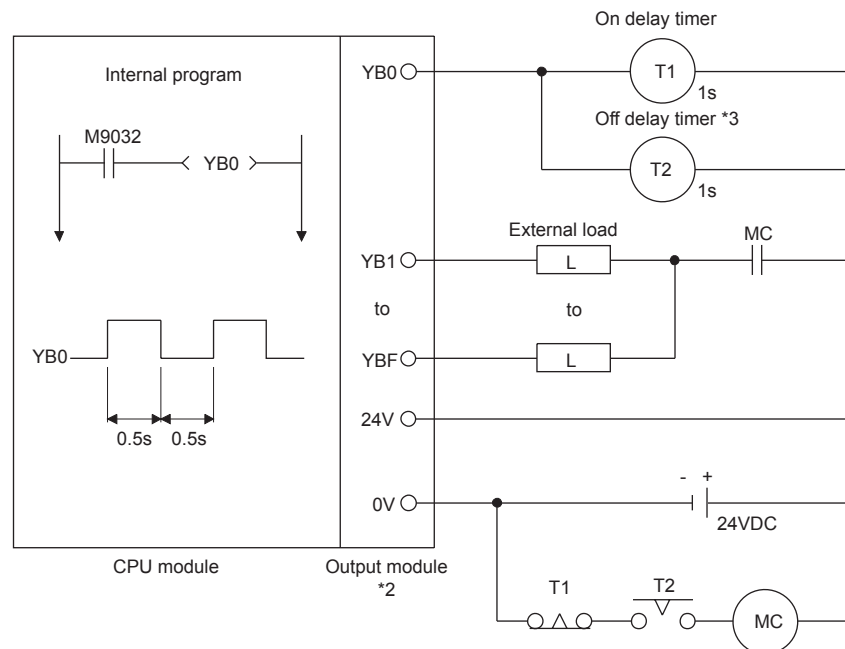 On delay timer
Internal program
YB0
T1
1s
M9032
YB0
Off delay timer *3
T2
1s
External load
MC
YB1
L
to
to
YB0
YBF
L
24V
0.5s
0.5s
- +
0V
24VDC
CPU module
Output module
*2
T1
T2
MC